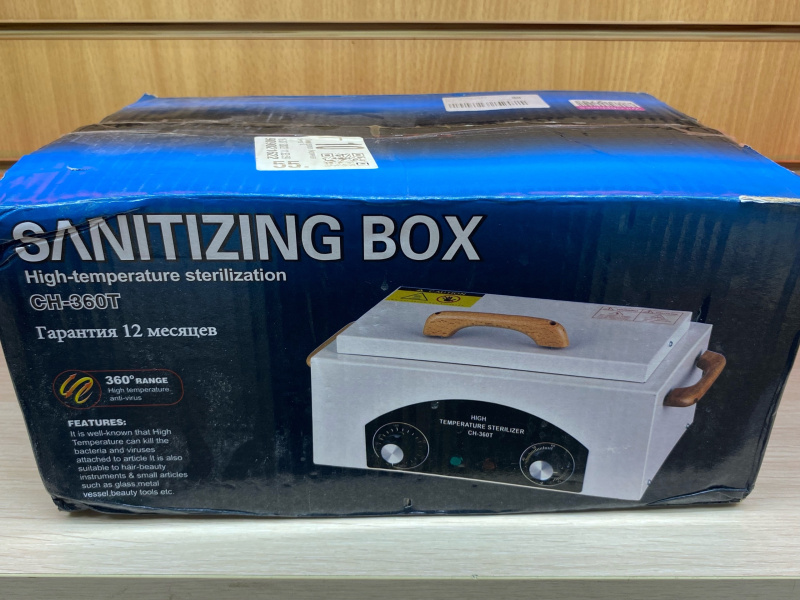 SANITIZING BOX
High-temperature sterilization
CH-360T
Гарантия 12 месяцев
360° RANGE
High temperature
anti-virus
FEATURES:
It is well-known that High
Temperature can kill the
bacteria and viruses
attached to article It is also
suitable to hair-beauty
instruments & small articles
such as glass,metal
vessel,beauty tools etc.
HIGH
TEMPERATURE STERILIZER
CH-360T